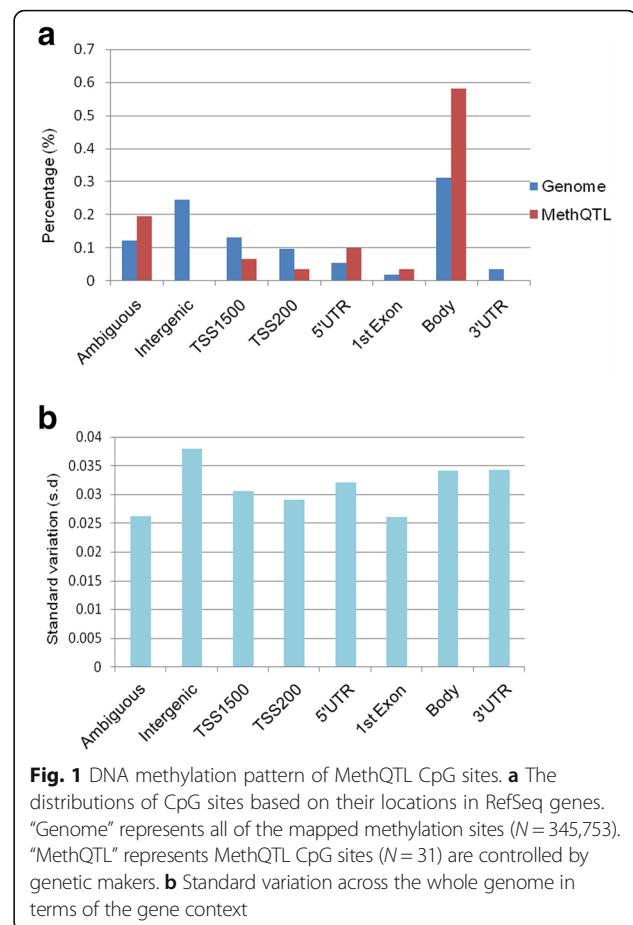 a
0.7
0.6
0.5
0.4
0.3
0.2
0.1
0
Percentage (%)
Genome
MethQTL
Ambiguous
Intergenic
TSS1500
TSS200
5'UTR
1st Exon
Body
3'UTR
b
0.04
0.035
0.03
0.025
0.02
0.015
0.01
0.005
0
Standard variation (s.d)
Ambiguous
Intergenic
TSS1500
TSS200
5'UTR
1st Exon
Body
3'UTR
Fig. 1 DNA methylation pattern of MethQTL CpG sites. a The
distributions of CpG sites based on their locations in RefSeq genes.
“Genome” represents all of the mapped methylation sites (N = 345,753).
“MethQTL” represents MethQTL CpG sites (N = 31) are controlled by
genetic makers. b Standard variation across the whole genome in
terms of the gene context